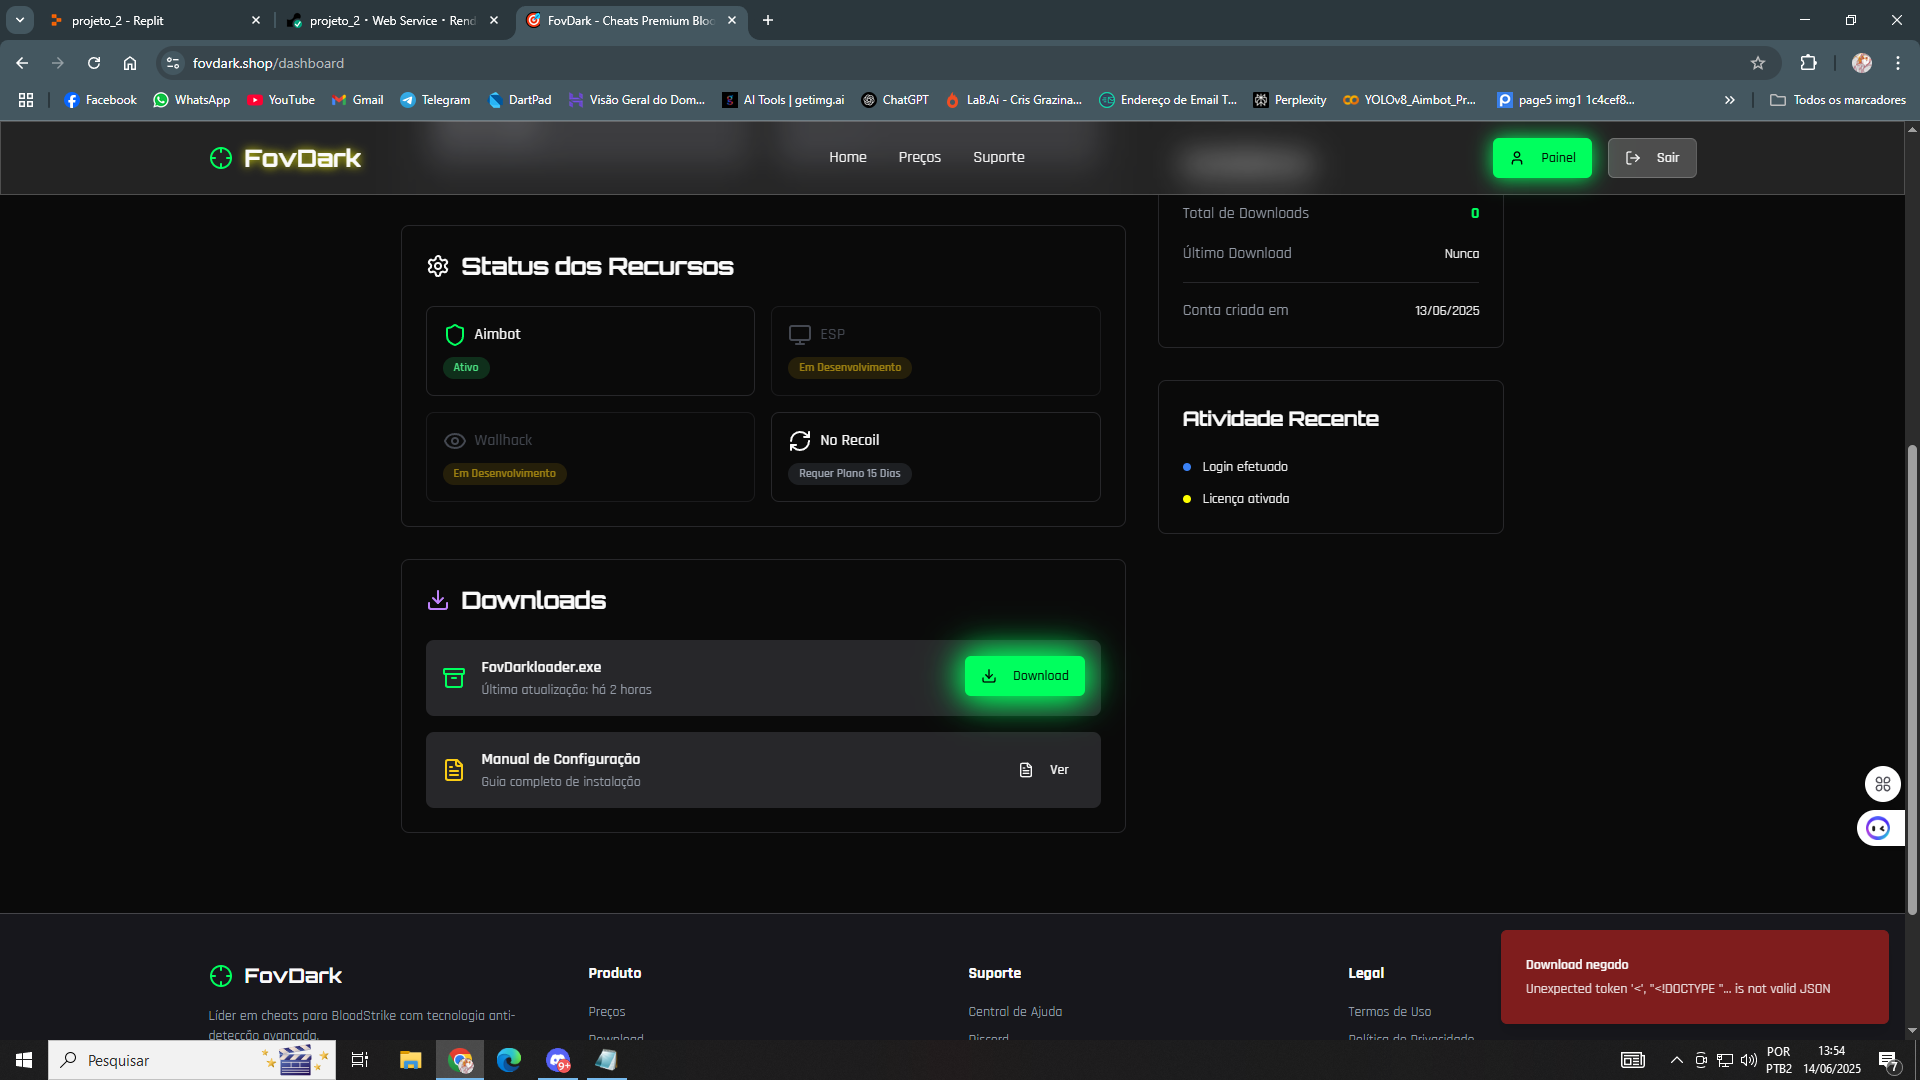 projeto_2 - Replit
projeto_2 · Web Service · Rend
FovDark - Cheats Premium Bloo
fovdark.shop/dashboard
Facebook
WhatsApp
YouTube
Gmail
Telegram
DartPad
Visão Geral do Dom...
AI Tools | getimg.ai
ChatGPT
LaB.Ai - Cris Grazina...
Endereço de Email T...
Perplexity
YOLOv8_Aimbot_Pr...
page5 img1 1c4cef8...
Todos os marcadores
FovDark
Home
Preços
Suporte
Painel
Sair
Status dos Recursos
Aimbot
Ativo
ESP
Em Desenvolvimento
Wallhack
Em Desenvolvimento
No Recoil
Requer Plano 15 Dias
Total de Downloads
0
Último Download
Nunca
Conta criada em
13/06/2025
Atividade Recente
Login efetuado
Licença ativada
Downloads
FovDarkloader.exe
Última atualização: há 2 horas
Download
Manual de Configuração
Guia completo de instalação
Ver
FovDark
Líder em cheats para BloodStrike com tecnologia anti-
detecção avançada.
Produto
Preços
Download
Suporte
Central de Ajuda
Discord
Legal
Termos de Uso
Política de Privacidade
Download negado
Unexpected token '<', "<!DOCTYPE "... is not valid JSON
Pesquisar
9+
POR
PTB2
13:54
14/06/2025
7